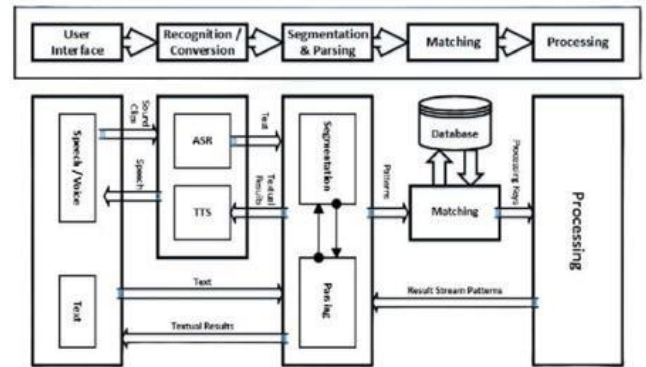 User
Interface
Recognition /
Conversion
Segmentation
& Parsing
Matching
Processing
Speech / Voice
Text
Sound
Clips
Speech
ASR
TTS
Text
Textual
Results
Text
Textual Results
Segmentation
Parsing
Patterns
Database
Matching
Processing Keys
Result Stream Patterns
Processing